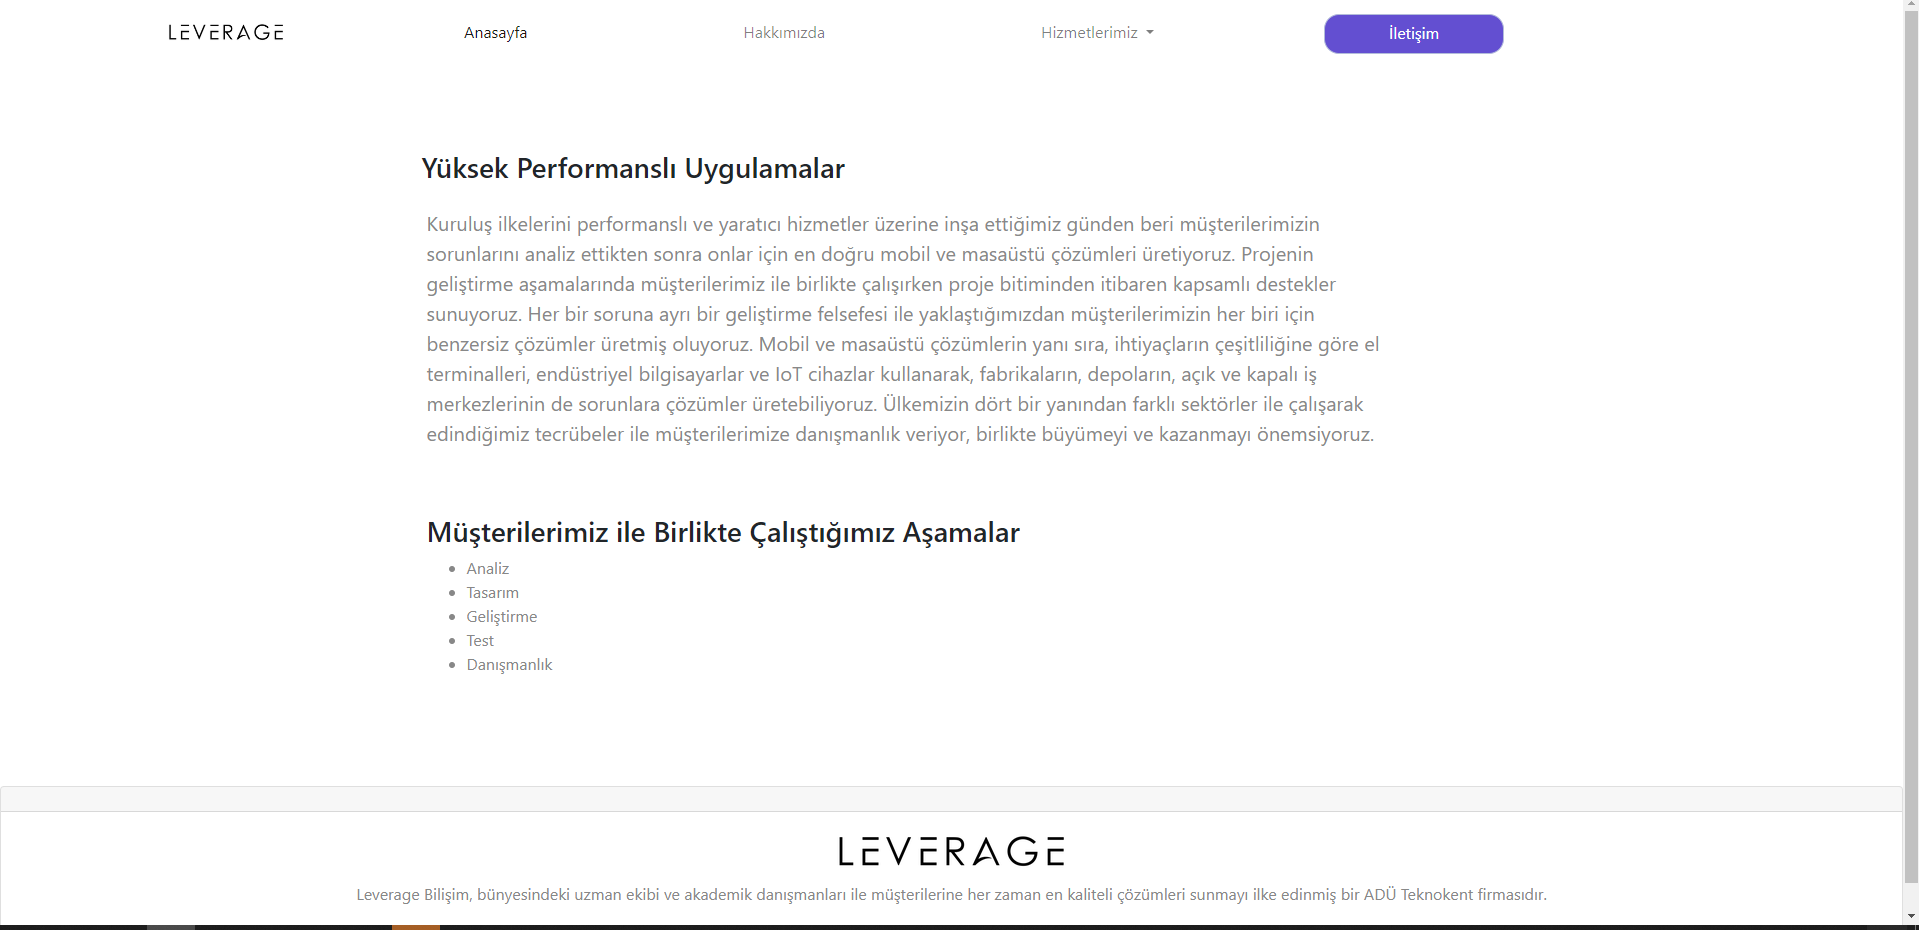 LEVERAGE
Anasayfa
Hakkımızda
Hizmetlerimiz
İletişim
Yüksek Performanslı Uygulamalar
Kuruluş ilkelerini performanslı ve yaratıcı hizmetler üzerine inşa ettiğimiz günden beri müşterilerimizin
sorunlarını analiz ettikten sonra onlar için en doğru mobil ve masaüstü çözümleri üretiyoruz. Projenin
geliştirme aşamalarında müşterilerimiz ile birlikte çalışırken proje bitiminden itibaren kapsamlı destekler
sunuyoruz. Her bir soruna ayrı bir geliştirme felsefesi ile yaklaştığımızdan müşterilerimizin her biri için
benzersiz çözümler üretmiş oluyoruz. Mobil ve masaüstü çözümlerin yanı sıra, ihtiyaçların çeşitliliğine göre el
terminalleri, endüstriyel bilgisayarlar ve IoT cihazlar kullanarak, fabrikaların, depoların, açık ve kapalı iş
merkezlerinin de sorunlara çözümler üretebiliyoruz. Ülkemizin dört bir yanından farklı sektörler ile çalışarak
edindiğimiz tecrübeler ile müşterilerimize danışmanlık veriyor, birlikte büyümeyi ve kazanmayı önemsiyoruz.
Müşterilerimiz ile Birlikte Çalıştığımız Aşamalar
• Analiz
• Tasarım
• Geliştirme
• Test
• Danışmanlık
LEVERAGE
Leverage Bilişim, bünyesindeki uzman ekibi ve akademik danışmanları ile müşterilerine her zaman en kaliteli çözümleri sunmayı ilke edinmiş bir ADÜ Teknokent firmasıdır.